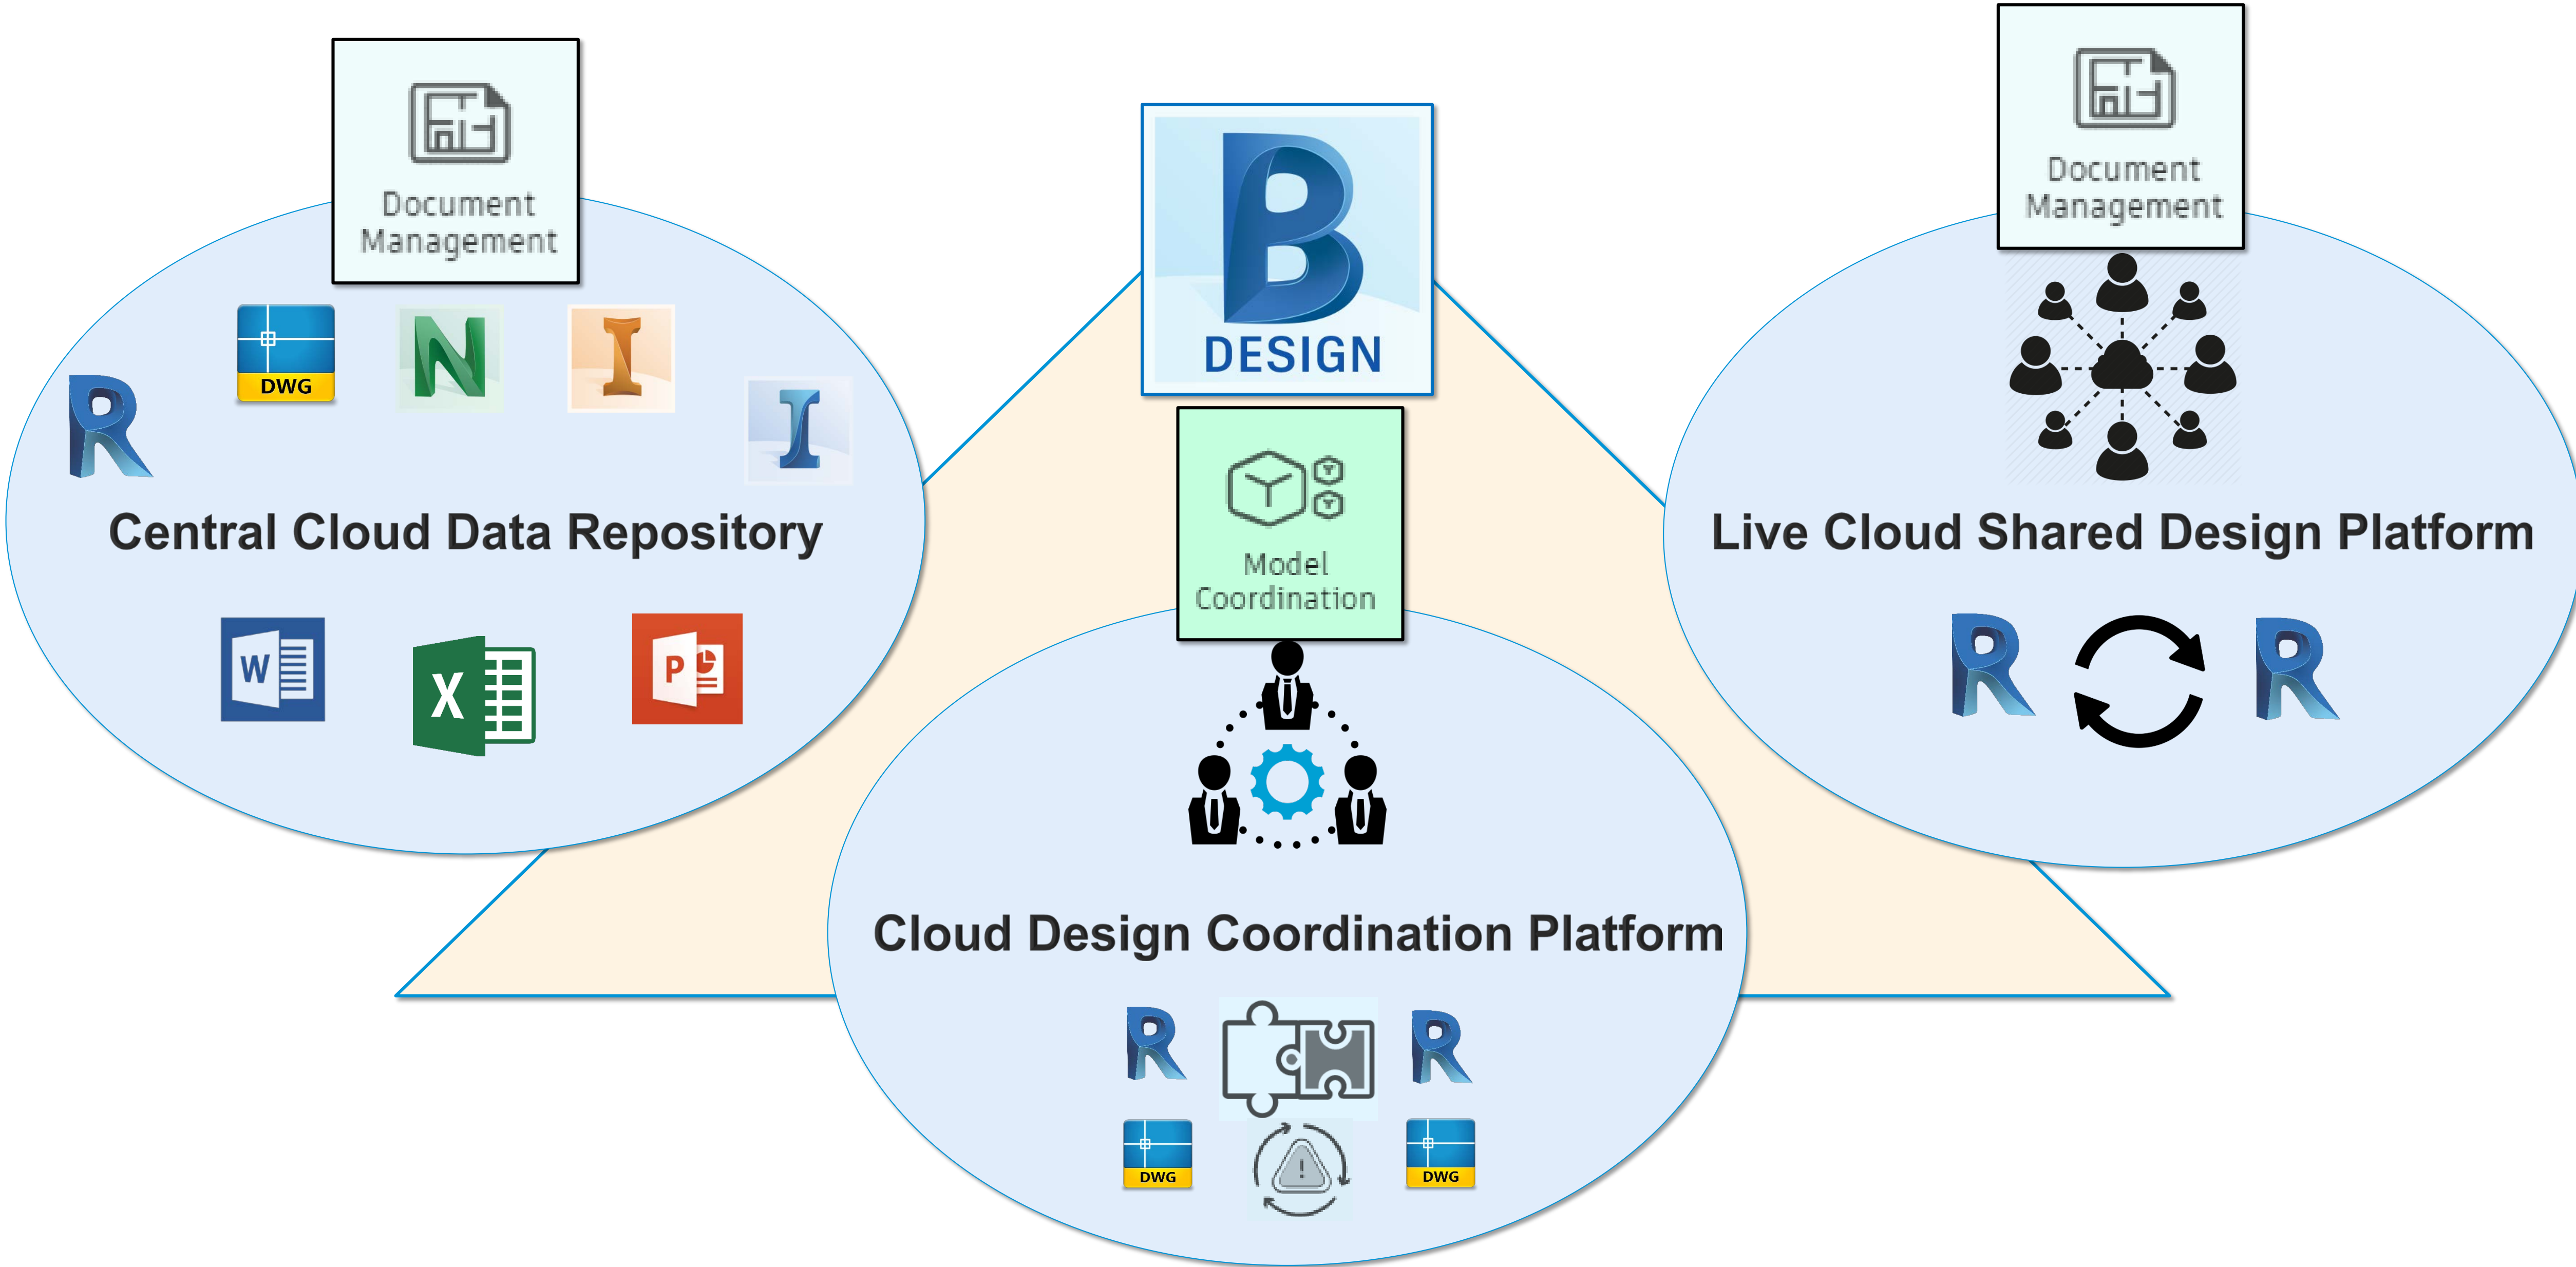 Document
Management
DWG
N
I
R
I
Central Cloud Data Repository
W
X
P
B
DESIGN
Model
Coordination
Cloud Design Coordination Platform
R
R
DWG
!
DWG
Document
Management
Live Cloud Shared Design Platform
R
R